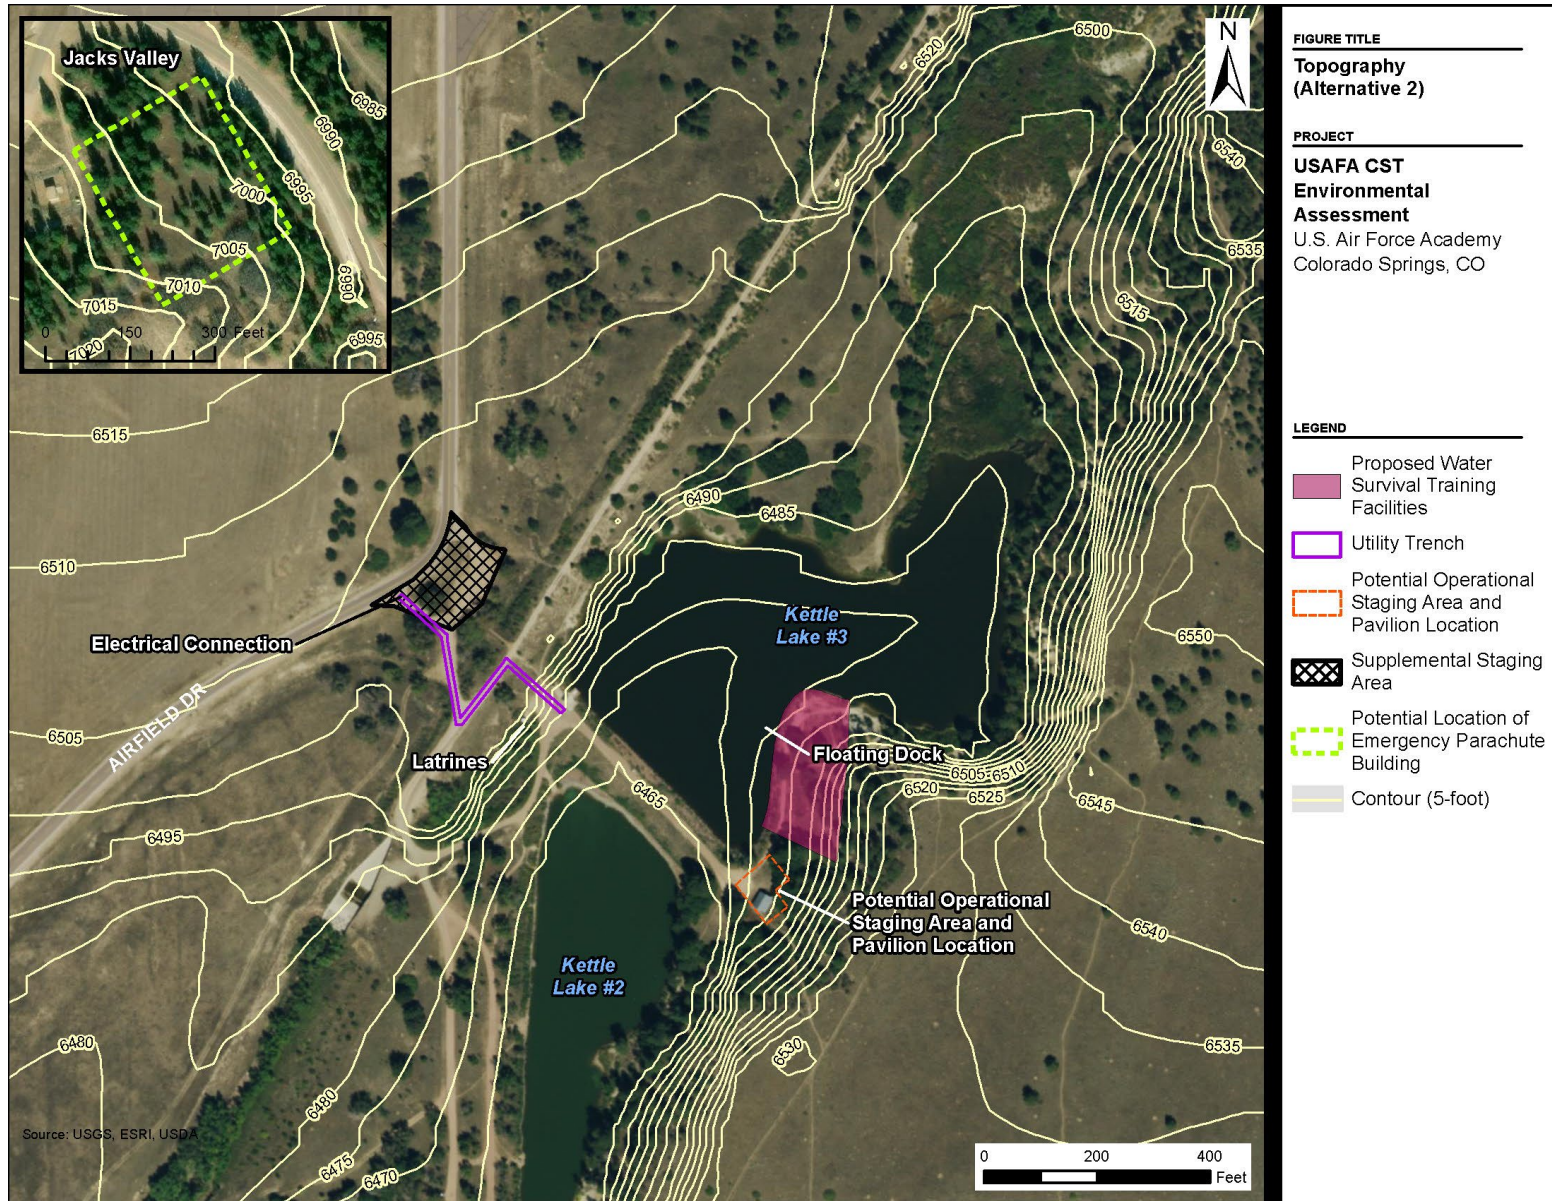 Jacks Valley
6985
6990
6995
7000
7005
6990
7010
7015
7020
6995
0 150 300 Feet
N
6520
6500
6540
6535
6515
6515
6490
6485
6510
Kettle
Lake #3
6550
Electrical Connection
AIRFIELD DR
6505
Latrines
Floating Dock
6505
6510
6520
6525
6545
6465
6495
Potential Operational
Staging Area and
Pavilion Location
6540
Kettle
Lake #2
6480
6530
6535
6480
Source: USGS, ESRI, USDA
6475
6470
0 200 400
Feet
FIGURE TITLE
Topography
(Alternative 2)
PROJECT
USAFA CST
Environmental
Assessment
U.S. Air Force Academy
Colorado Springs, CO
LEGEND
Proposed Water
Survival Training
Facilities
Utility Trench
Potential Operational
Staging Area and
Pavilion Location
Supplemental Staging
Area
Potential Location of
Emergency Parachute
Building
Contour (5-foot)